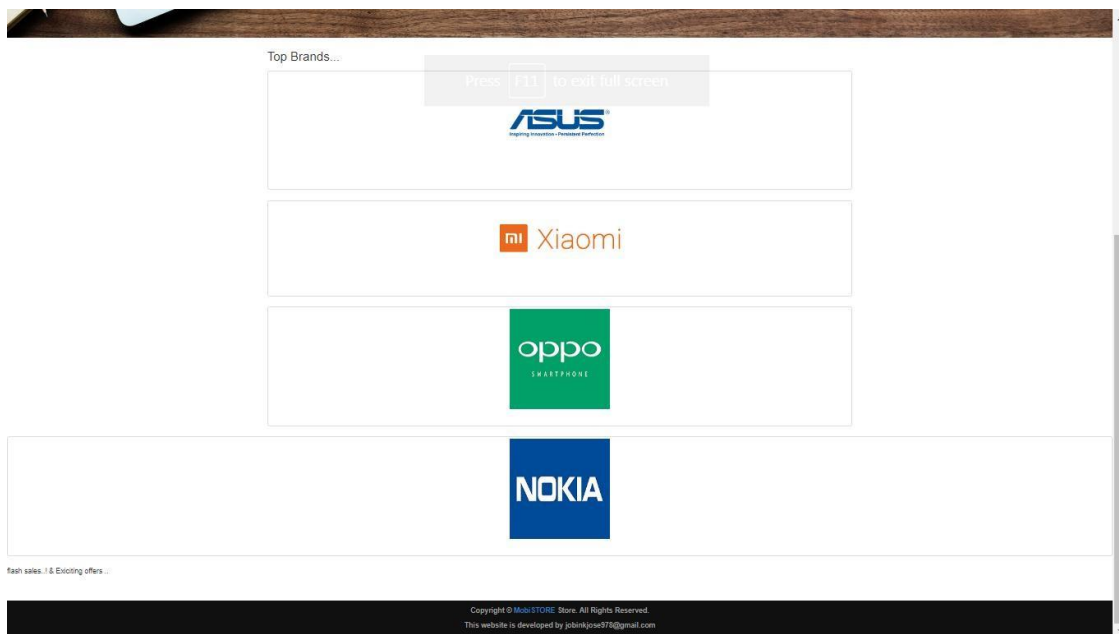 Top Brands...
Press F11 to exit full screen
ASUS®
Inspiring Innovation • Persistent Perfection
mi Xiaomi
oppo
SMARTPHONE
NOKIA
flash sales..! & Exiciting offers ..
Copyright © MobiSTORE Store. All Rights Reserved.
This website is developed by jobinkjose978@gmail.com